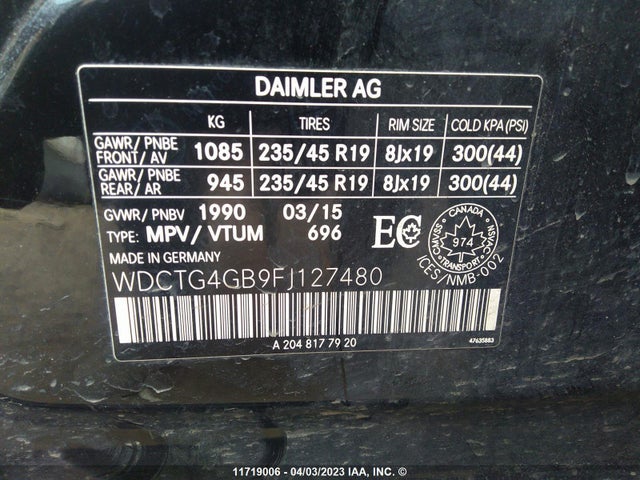 DAIMLER AG
KG TIRES RIM SIZE COLD KPA (PSI)
GAWR/ PNBE FRONT/ AV 1085 235/45 R19 8Jx19 300(44)
GAWR/ PNBE REAR/ AR 945 235/45 R19 8Jx19 300(44)
GVWR/ PNBV 1990 03/15
TYPE: MPV/ VTUM 696
EC
CANADA
CMVSS 974 NSVAC
ICES/NMB-002
MADE IN GERMANY
WDCTG4GB9FJ127480
A 204 817 79 20
47635883
11719006 - 04/03/2023 IAA, INC. ©